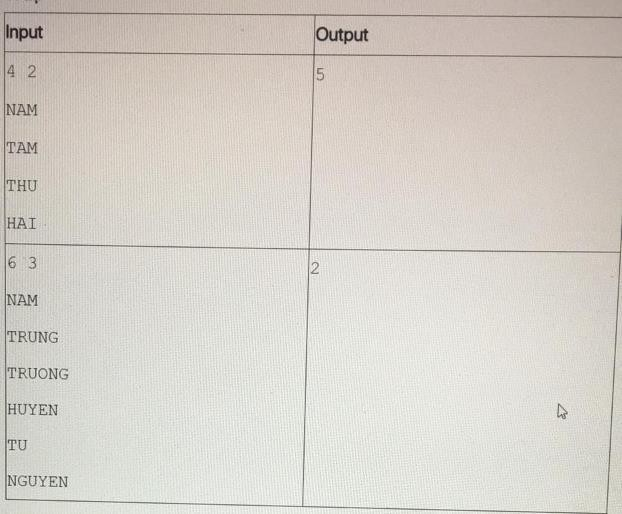 Input Output
4 2 5
NAM
TAM
THU
HAI
6 3 2
NAM
TRUNG
TRUONG
HUYEN
TU
NGUYEN